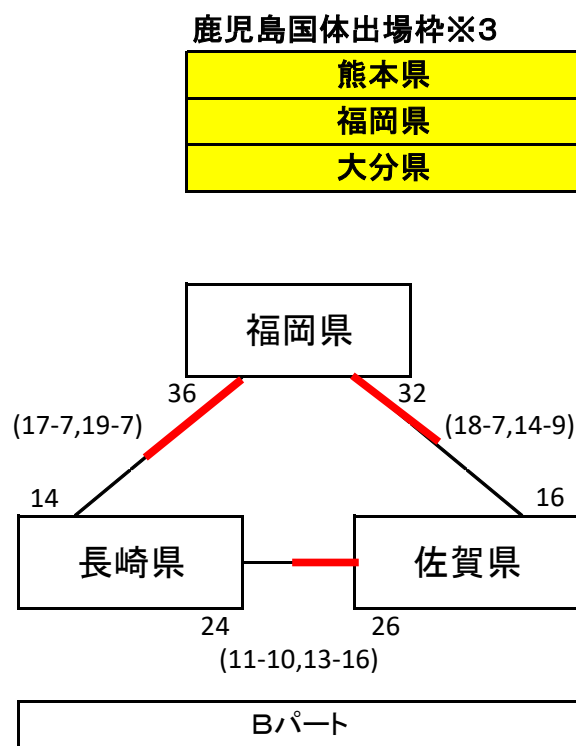 鹿児島国体出場枠※3
熊本県
福岡県
大分県
福岡県
36 32
(17-7,19-7) (18-7,14-9)
14 16
長崎県 佐賀県
24 26
(11-10,13-16)
Bパート